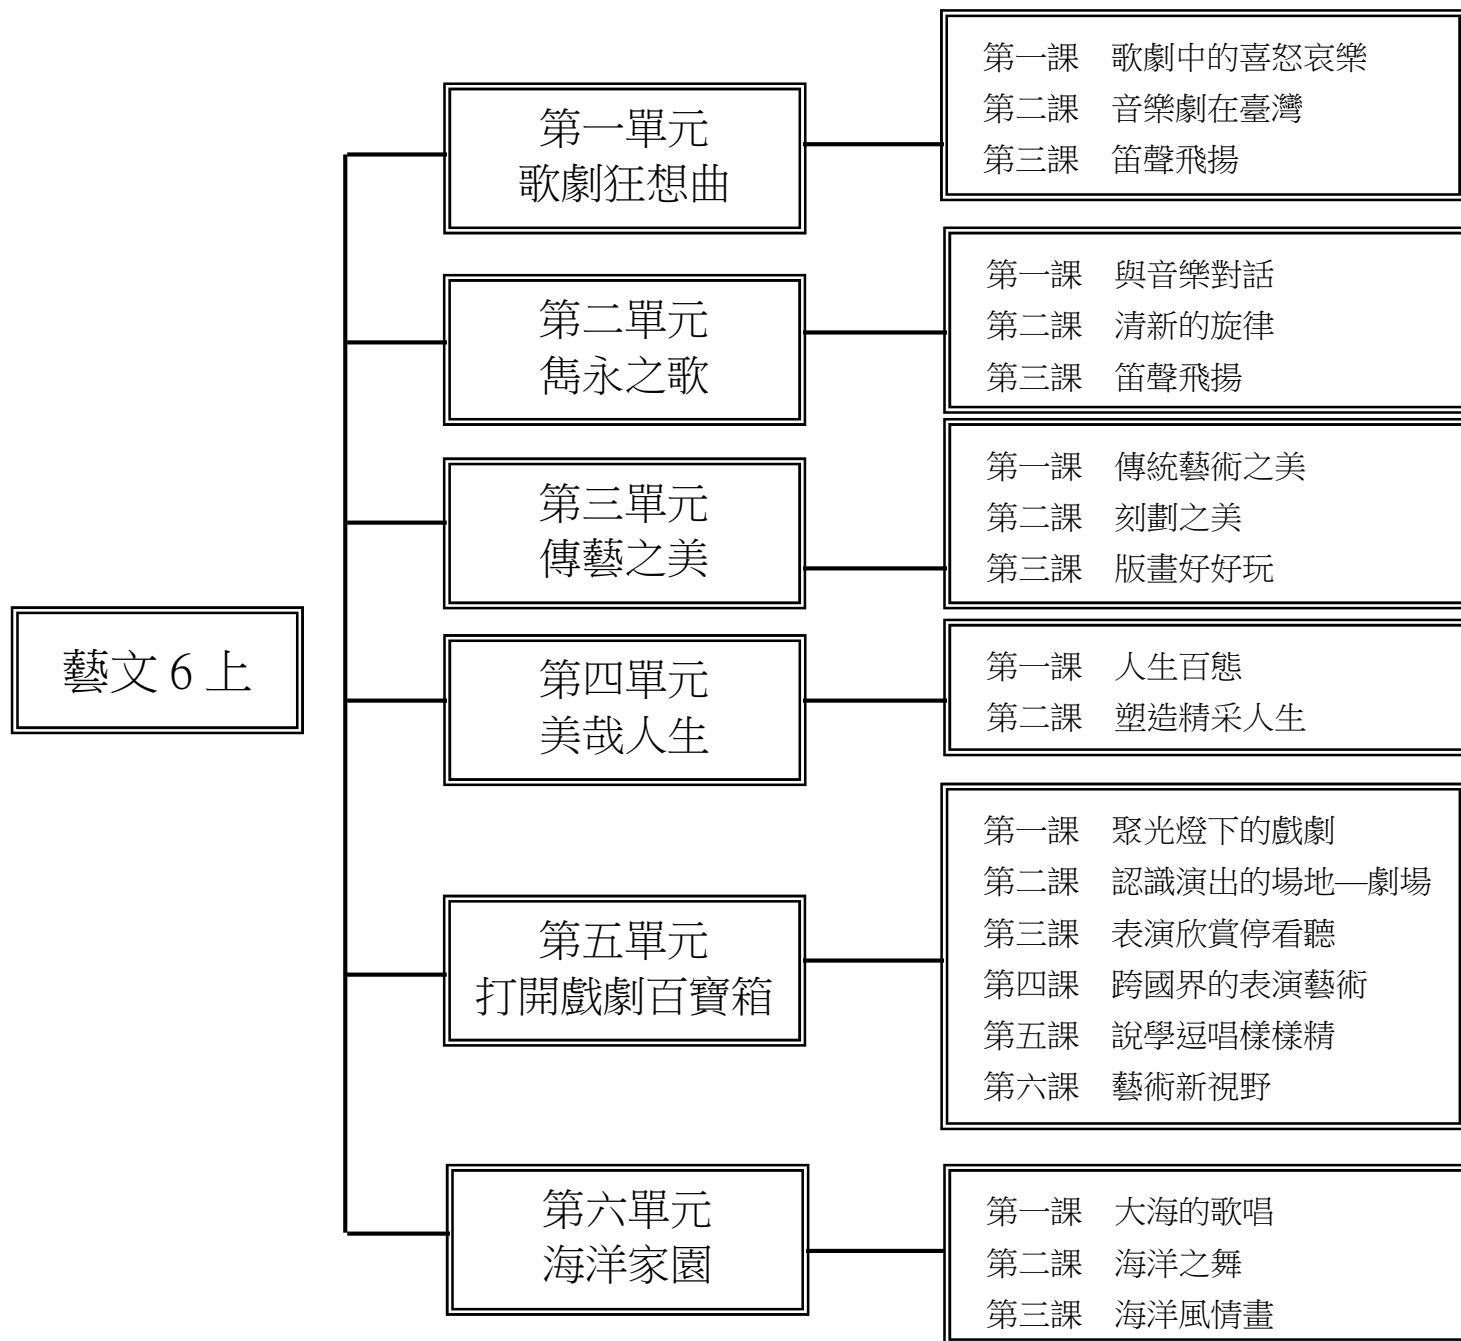 藝文 6 上
第一單元
歌劇狂想曲
第一課 歌劇中的喜怒哀樂
第二課 音樂劇在臺灣
第三課 笛聲飛揚
第二單元
雋永之歌
第一課 與音樂對話
第二課 清新的旋律
第三課 笛聲飛揚
第三單元
傳藝之美
第一課 傳統藝術之美
第二課 刻劃之美
第三課 版畫好好玩
第四單元
美哉人生
第一課 人生百態
第二課 塑造精采人生
第五單元
打開戲劇百寶箱
第一課 聚光燈下的戲劇
第二課 認識演出的場地—劇場
第三課 表演欣賞停看聽
第四課 跨國界的表演藝術
第五課 說學逗唱樣樣精
第六課 藝術新視野
第六單元
海洋家園
第一課 大海的歌唱
第二課 海洋之舞
第三課 海洋風情畫